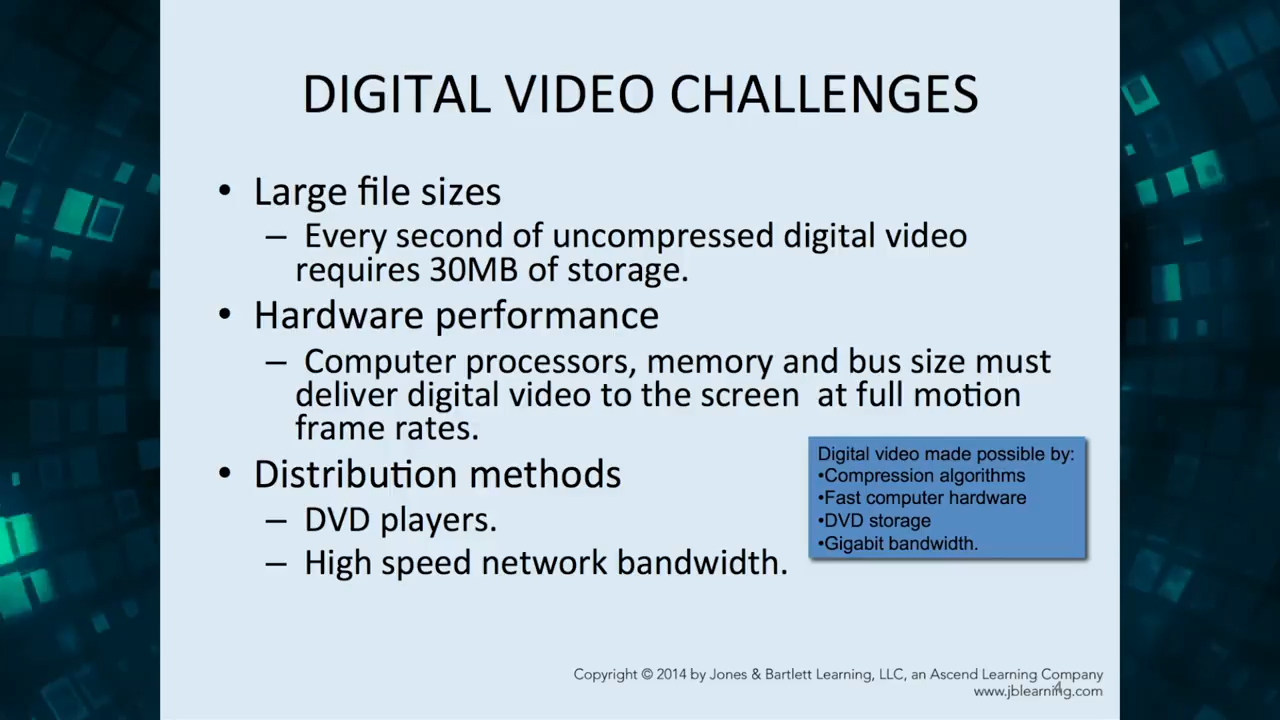 DIGITAL VIDEO CHALLENGES
• Large file sizes
– Every second of uncompressed digital video
requires 30MB of storage.
• Hardware performance
– Computer processors, memory and bus size must
deliver digital video to the screen  at full motion
frame rates.
• Distribution methods
– DVD players.
– High speed network bandwidth.
Digital video made possible by:
•Compression algorithms
•Fast computer hardware
•DVD storage
•Gigabit bandwidth.
Copyright © 2014 by Jones & Bartlett Learning, LLC, an Ascend Learning Company
www.jblearning.com
4